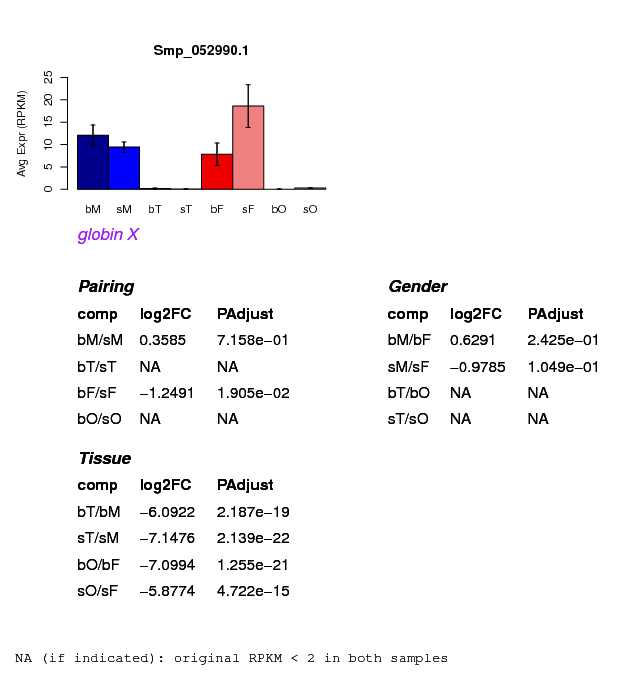 Smp_052990.1
Avg Expr (RPKM)
25
20
15
10
5
0
bM sM bT sT bF sF bO sO
globin X
Pairing
comp log2FC PAdjust
bM/sM 0.3585 7.158e−01
bT/sT NA NA
bF/sF −1.2491 1.905e−02
bO/sO NA NA
Gender
comp log2FC PAdjust
bM/bF 0.6291 2.425e−01
sM/sF −0.9785 1.049e−01
bT/bO NA NA
sT/sO NA NA
Tissue
comp log2FC PAdjust
bT/bM −6.0922 2.187e−19
sT/sM −7.1476 2.139e−22
bO/bF −7.0994 1.255e−21
sO/sF −5.8774 4.722e−15
NA (if indicated): original RPKM < 2 in both samples